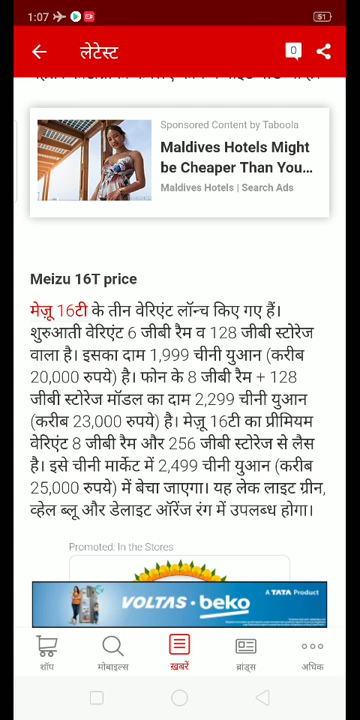 1:07
51
लेटेस्ट
0
Sponsored Content by Taboola
Maldives Hotels Might
be Cheaper Than You...
Maldives Hotels | Search Ads
Meizu 16T price
मेज़ू 16टी के तीन वेरिएंट लॉन्च किए गए हैं।
शुरुआती वेरिएंट 6 जीबी रैम व 128 जीबी स्टोरेज
वाला है। इसका दाम 1,999 चीनी युआन (करीब
20,000 रुपये) है। फोन के 8 जीबी रैम + 128
जीबी स्टोरेज मॉडल का दाम 2,299 चीनी युआन
(करीब 23,000 रुपये) है। मेज़ू 16टी का प्रीमियम
वेरिएंट 8 जीबी रैम और 256 जीबी स्टोरेज से लैस
है। इसे चीनी मार्केट में 2,499 चीनी युआन (करीब
25,000 रुपये) में बेचा जाएगा। यह लेक लाइट ग्रीन,
व्हेल ब्लू और डेलाइट ऑरेंज रंग में उपलब्ध होगा।
Promoted: In the Stores
A TATA Product
VOLTAS • beko
शॉप मोबाइल्स ख़बरें ब्रांड्स अधिक